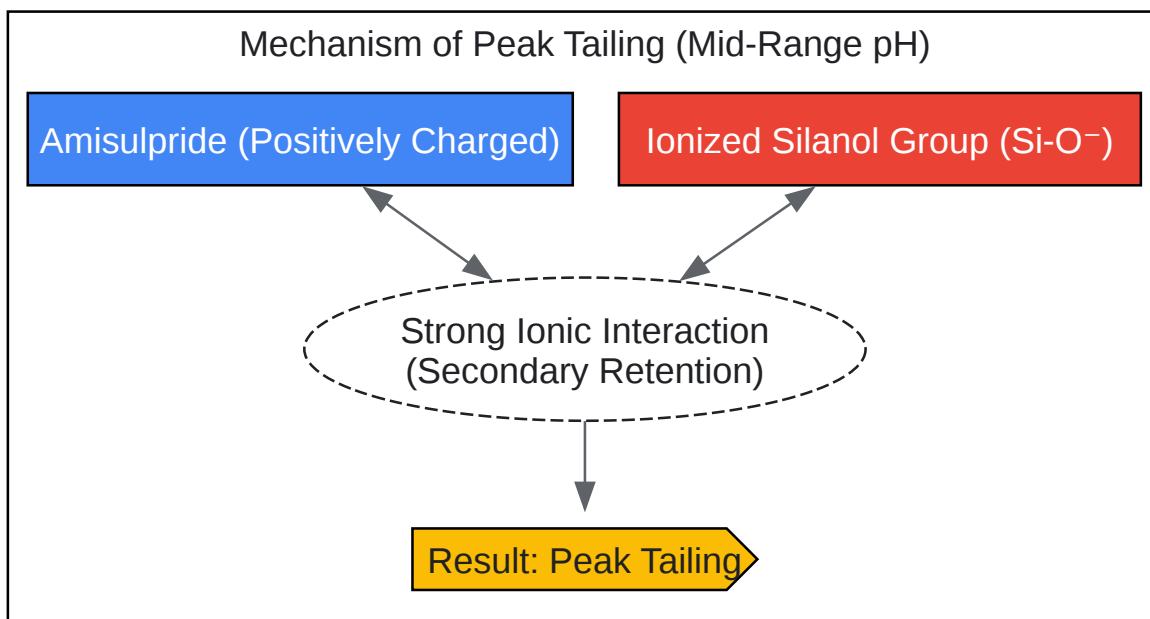 Mechanism of Peak Tailing (Mid-Range pH)
Amisulpride (Positively Charged)
Ionized Silanol Group (Si-O⁻)
Strong Ionic Interaction
(Secondary Retention)
Result: Peak Tailing